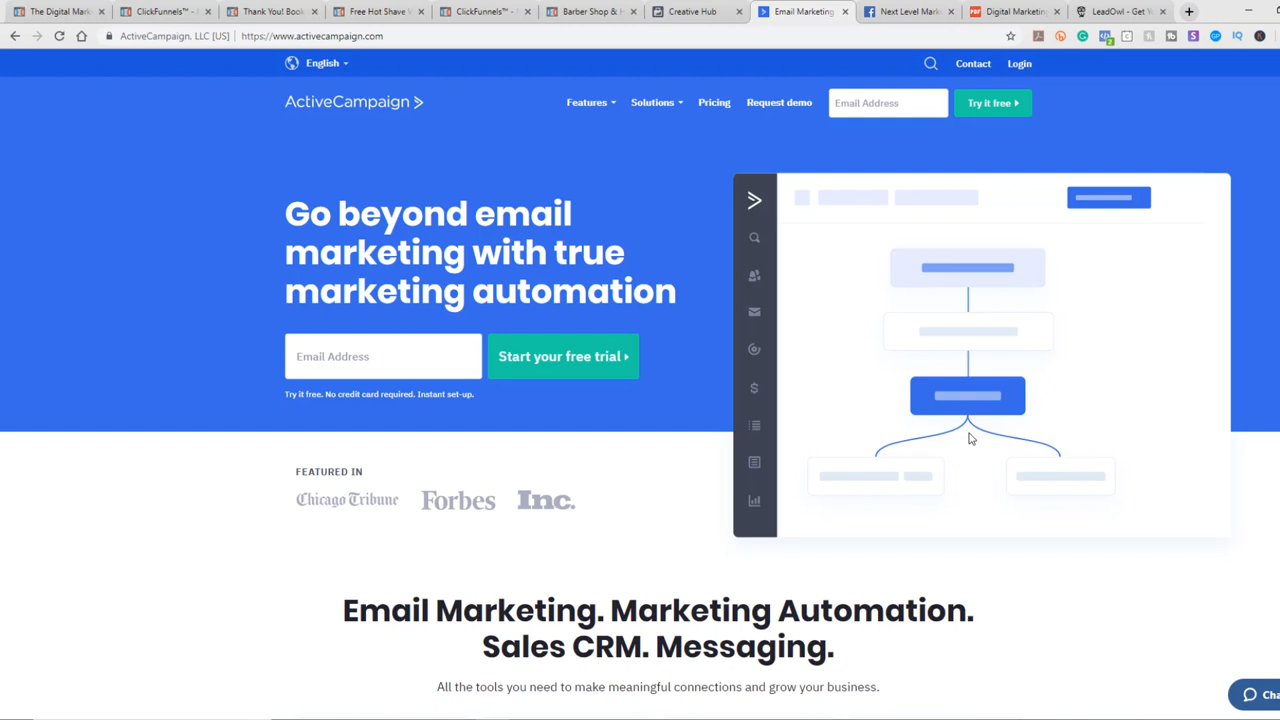 The Digital Mark
ClickFunnels™ -
Thank You! Book
Free Hot Shave
ClickFunnels™ -
Barber Shop & H
Creative Hub
Email Marketing
Next Level Mark
Digital Marketing
LeadOwl - Get Y
ActiveCampaign, LLC [US] | https://www.activecampaign.com
2
English
Contact
Login
ActiveCampaign >
Features
Solutions
Pricing
Request demo
Email Address
Try it free
Go beyond email
marketing with true
marketing automation
Email Address
Start your free trial
Try it free. No credit card required. Instant set-up.
FEATURED IN
Chicago Tribune
Forbes
Inc.
Email Marketing. Marketing Automation.
Sales CRM. Messaging.
All the tools you need to make meaningful connections and grow your business.
Cha